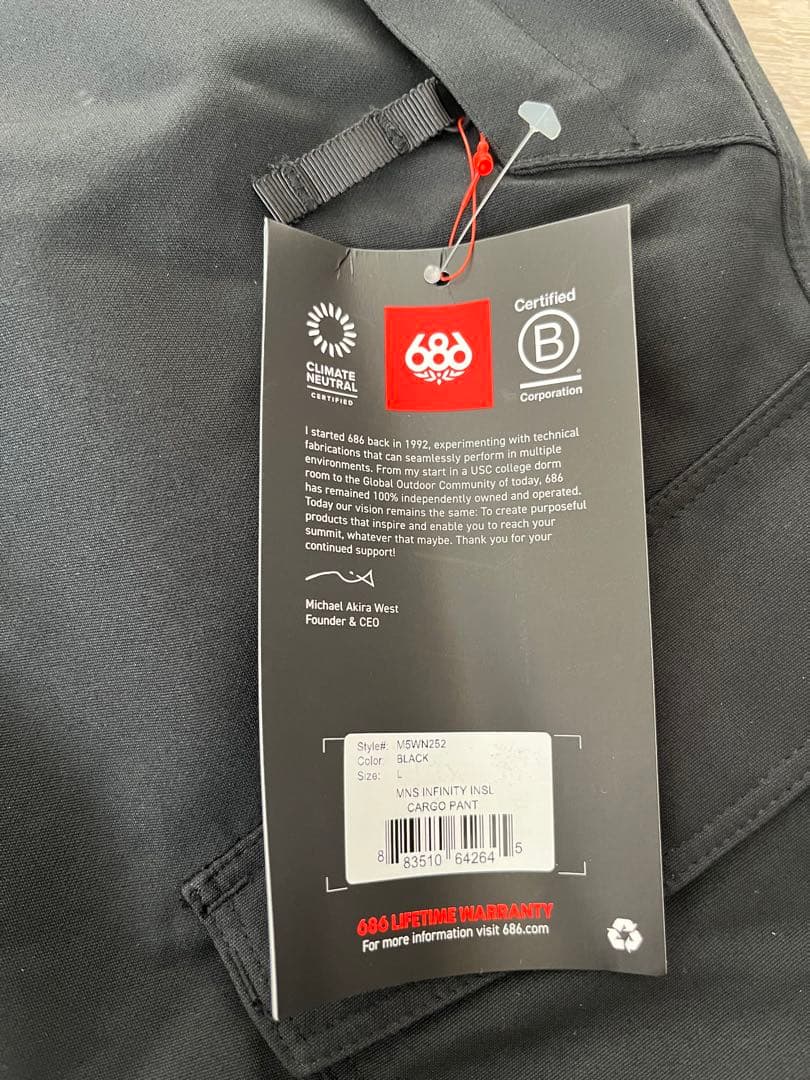 CLIMATE
NEUTRAL
CERTIFIED
686
Certified
B
Corporation
I started 686 back in 1992, experimenting with technical
fabrications that can seamlessly perform in multiple
environments. From my start in a USC college dorm
room to the Global Outdoor Community of today, 686
has remained 100% independently owned and operated.
Today our vision remains the same: To create purposeful
products that inspire and enable you to reach your
summit, whatever that maybe. Thank you for your
continued support!
Michael Akira West
Founder & CEO
Style#: M5WN252
Color: BLACK
Size: L
MNS INFINITY INSL
CARGO PANT
8 83510 64264 5
686 LIFETIME WARRANTY
For more information visit 686.com